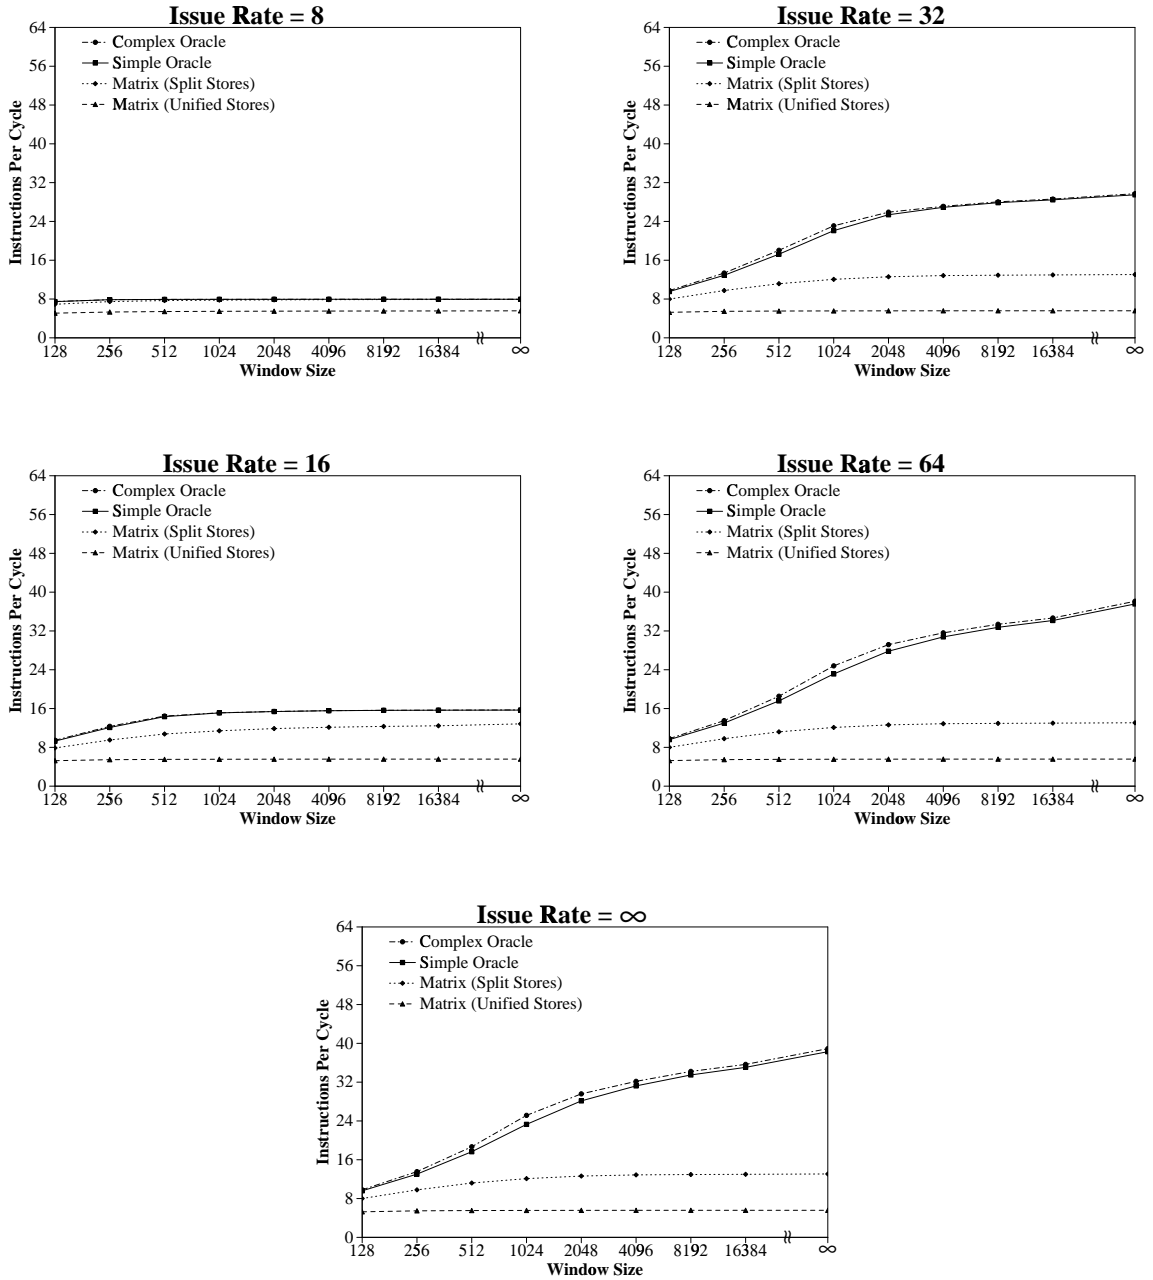 Issue Rate = 8
64
56
48
40
32
24
16
8
0
Instructions Per Cycle
Complex Oracle
Simple Oracle
Matrix (Split Stores)
Matrix (Unified Stores)
128 256 512 1024 2048 4096 8192 16384 ≈ ∞
Window Size
Issue Rate = 32
64
56
48
40
32
24
16
8
0
Instructions Per Cycle
Complex Oracle
Simple Oracle
Matrix (Split Stores)
Matrix (Unified Stores)
128 256 512 1024 2048 4096 8192 16384 ≈ ∞
Window Size
Issue Rate = 16
64
56
48
40
32
24
16
8
0
Instructions Per Cycle
Complex Oracle
Simple Oracle
Matrix (Split Stores)
Matrix (Unified Stores)
128 256 512 1024 2048 4096 8192 16384 ≈ ∞
Window Size
Issue Rate = 64
64
56
48
40
32
24
16
8
0
Instructions Per Cycle
Complex Oracle
Simple Oracle
Matrix (Split Stores)
Matrix (Unified Stores)
128 256 512 1024 2048 4096 8192 16384 ≈ ∞
Window Size
Issue Rate = ∞
64
56
48
40
32
24
16
8
0
Instructions Per Cycle
Complex Oracle
Simple Oracle
Matrix (Split Stores)
Matrix (Unified Stores)
128 256 512 1024 2048 4096 8192 16384 ≈ ∞
Window Size